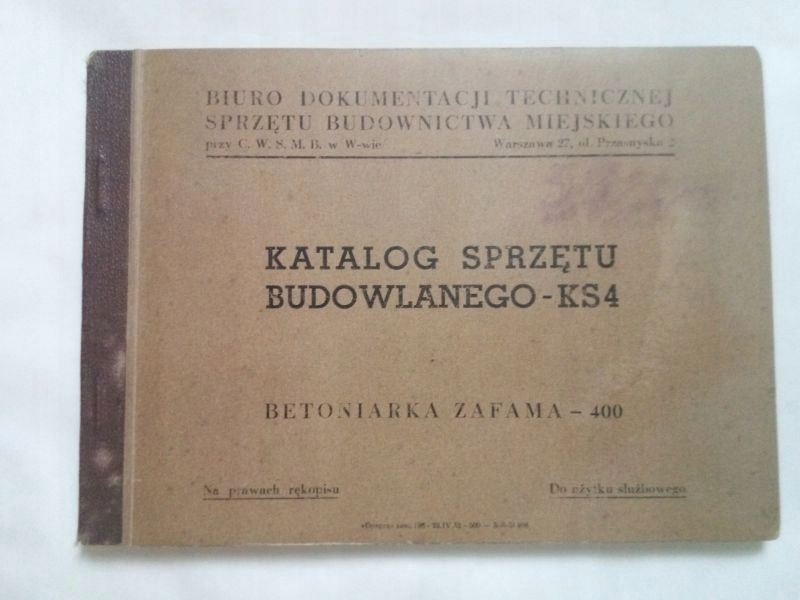 BIURO DOKUMENTACJI TECHNICZNEJ
SPRZĘTU BUDOWNICTWA MIEJSKIEGO
przy C. W. S. M. B. w W-wie Warszawa 27, ul. Przasnyska
KATALOG SPRZĘTU
BUDOWLANEGO-KS4
BETONIARKA ZAFAMA – 400
Na prawach rękopisu Do użytku służbowego